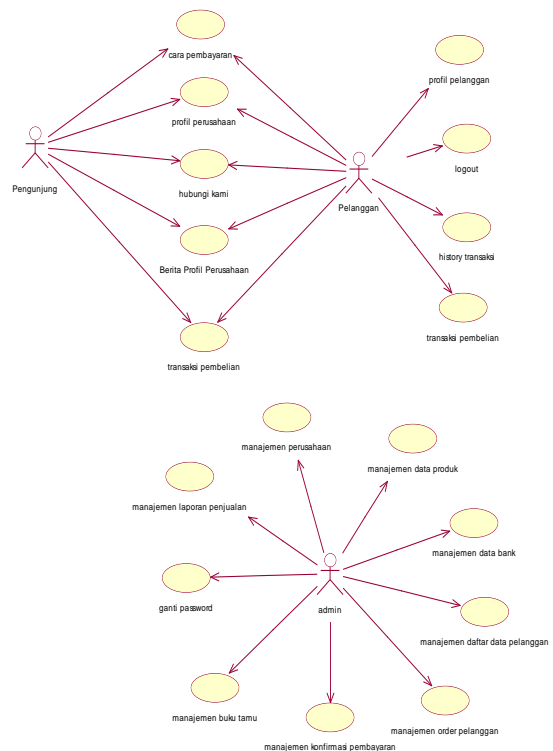 cara pembayaran
profil perusahaan
Pengunjung
hubungi kami
Berita Profil Perusahaan
transaksi pembelian
profil pelanggan
logout
Pelanggan
history transaksi
transaksi pembelian
manajemen perusahaan
manajemen data produk
manajemen laporan penjualan
manajemen data bank
ganti password
admin
manajemen daftar data pelanggan
manajemen buku tamu
manajemen order pelanggan
manajemen konfirmasi pembayaran